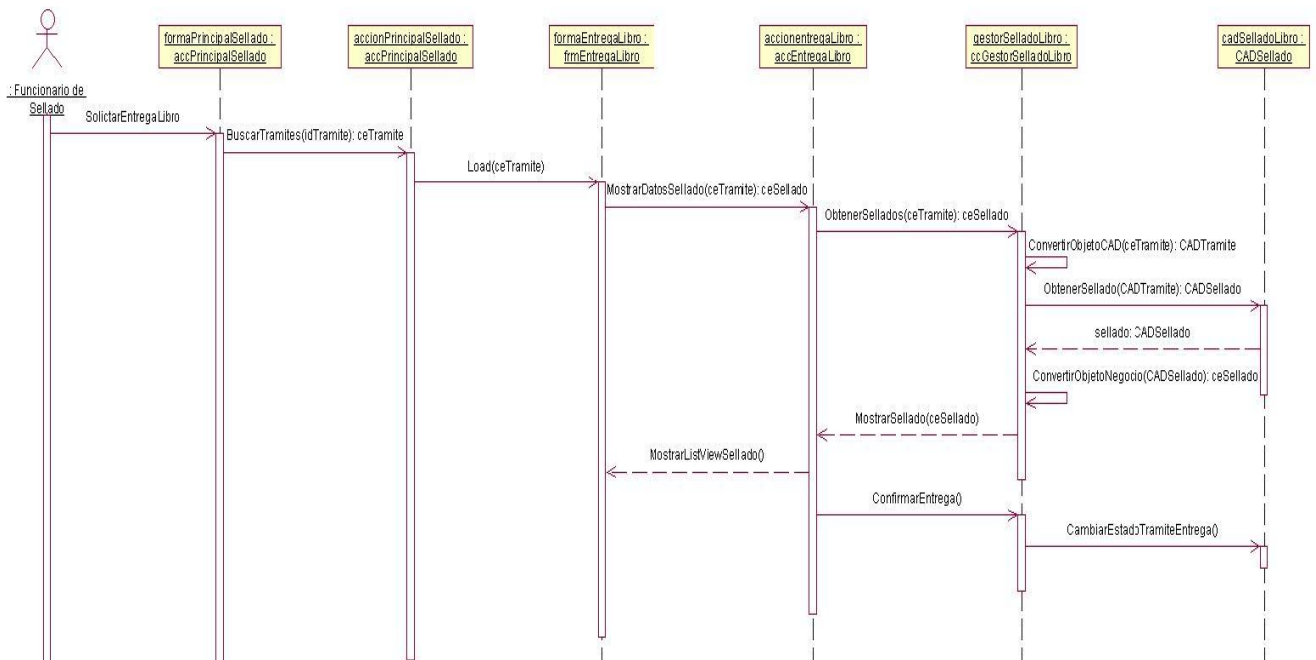 formaPrincipalSellado :
accPrincipalSellado
accionPrincipalSellado :
accPrincipalSellado
formaEntregaLibro :
frmEntregaLibro
accionentregaLibro :
accEntregaLibro
gestorSelladoLibro :
ccGestorSelladoLibro
cadSelladoLibro :
CADSellado
: Funcionario de
Sellado
SolictarEntregaLibro
BuscarTramites(idTramite): ceTramite
Load(ceTramite)
MostrarDatosSellado(ceTramite): ceSellado
ObtenerSellados(ceTramite): ceSellado
ConvertirObjetoCAD(ceTramite): CADTramite
ObtenerSellado(CADTramite): CADSellado
sellado: CADSellado
ConvertirObjetoNegocio(CADSellado): ceSellado
MostrarSellado(ceSellado)
MostrarListViewSellado()
ConfirmarEntrega()
CambiarEstadoTramiteEntrega()